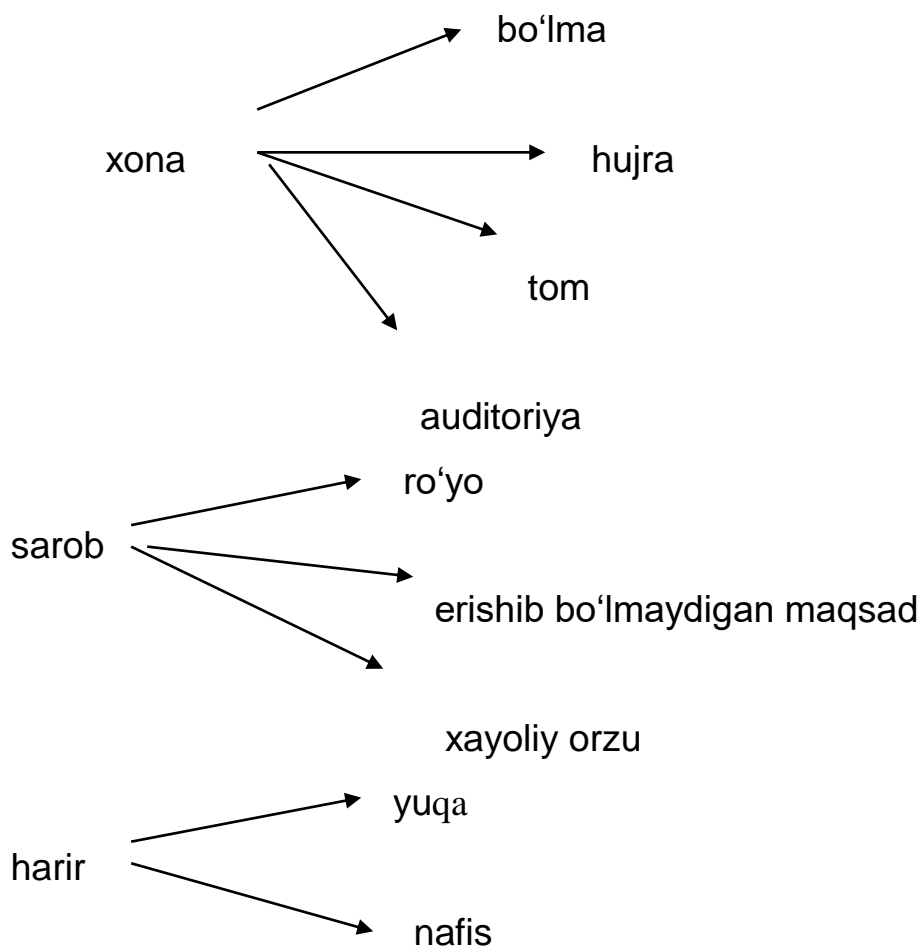 bo‘lma
xona
hujra
tom
auditoriya
ro‘yo
sarob
erishib bo‘lmaydigan maqsad
xayoliy orzu
yuqa
harir
nafis